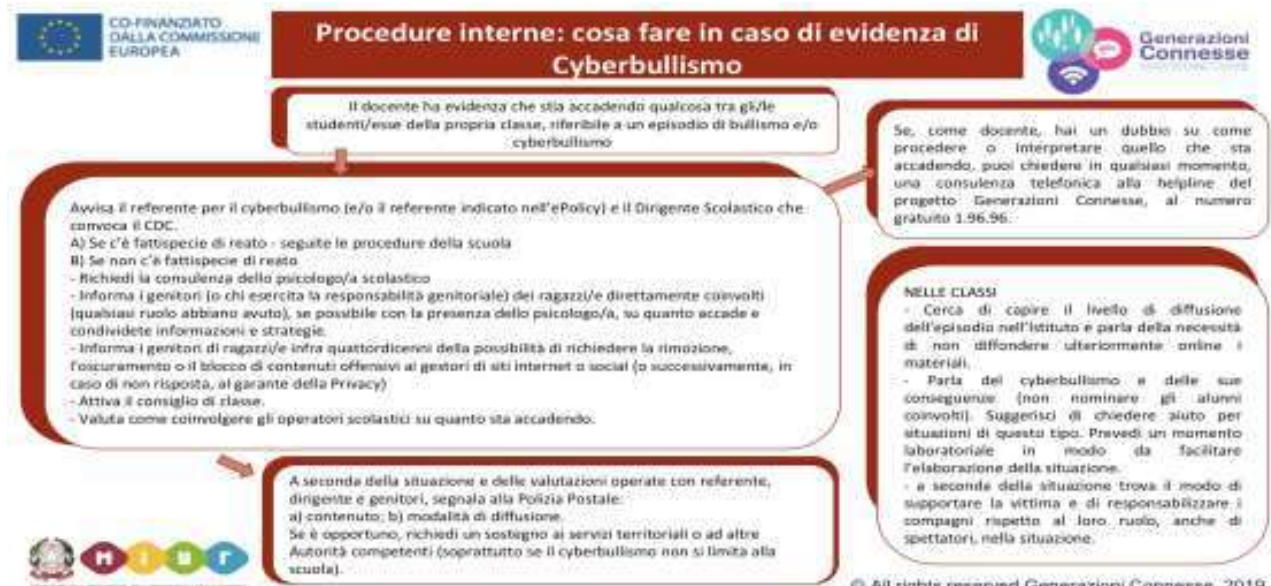 CO-FINANZIATO
DALLA COMMISSIONE
EUROPEA
Procedure interne: cosa fare in caso di evidenza di
Cyberbullismo
Generazioni
Connesse
Il docente ha evidenza che stia accadendo qualcosa tra gli/le
studenti/esse della propria classe, riferibile a un episodio di bullismo e/o
cyberbullismo
Se, come docente, hai un dubbio su come
procedere o interpretare quello che sta
accadendo, puoi chiedere in qualsiasi momento,
una consulenza telefonica alla helpline del
progetto Generazioni Connesse, al numero
gratuito 1.96.96.
Avvisa il referente per il cyberbullismo (e/o il referente indicato nell'ePolicy) e il Dirigente Scolastico che
convoca il CDC.
A) Se c'è fattispecie di reato - seguite le procedure della scuola
B) Se non c'è fattispecie di reato
- Richiedi la consulenza dello psicologo/a scolastico
- Informa i genitori (o chi esercita la responsabilità genitoriale) dei ragazzi/e direttamente coinvolti
(qualsiasi ruolo abbiano avuto), se possibile con la presenza dello psicologo/a, su quanto accade e
condividete informazioni e strategie.
- Informa i genitori di ragazzi/e infra quattordicenni della possibilità di richiedere la rimozione,
l'oscuramento o il blocco di contenuti offensivi ai gestori di siti internet o social (o successivamente, in
caso di non risposta, al garante della Privacy)
- Attiva il consiglio di classe.
- Valuta come coinvolgere gli operatori scolastici su quanto sta accadendo.
NELLE CLASSI
- Cerca di capire il livello di diffusione
dell'episodio nell'Istituto e parla della necessità
di non diffondere ulteriormente online i
materiali.
- Parla del cyberbullismo e delle sue
conseguenze (non nominare gli alunni
coinvolti). Suggerisci di chiedere aiuto per
situazioni di questo tipo. Prevedi un momento
laboratoriale in modo da facilitare
l'elaborazione della situazione.
- a seconda della situazione trova il modo di
supportare la vittima e di responsabilizzare i
compagni rispetto al loro ruolo, anche di
spettatori, nella situazione.
A seconda della situazione e delle valutazioni operate con referente,
dirigente e genitori, segnala alla Polizia Postale:
a) contenuto; b) modalità di diffusione.
Se è opportuno, richiedi un sostegno ai servizi territoriali o ad altre
Autorità competenti (soprattutto se il cyberbullismo non si limita alla
scuola).
miur
© All rights reserved Generazioni Connesse 2019